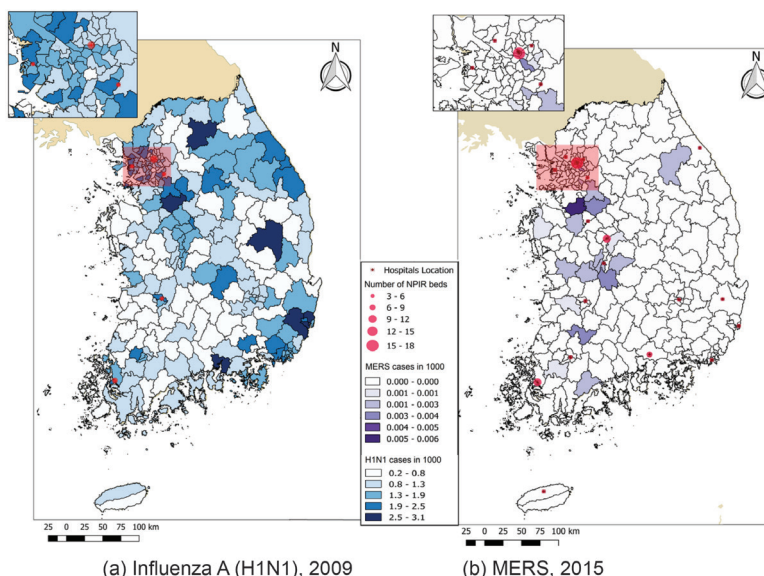 N
N
Hospitals Location
Number of NPIR beds
3 - 6
6 - 9
9 - 12
12 - 15
15 - 18
MERS cases in 1000
0.000 - 0.000
0.001 - 0.001
0.001 - 0.003
0.003 - 0.004
0.004 - 0.005
0.005 - 0.006
H1N1 cases in 1000
0.2 - 0.8
0.8 - 1.3
1.3 - 1.9
1.9 - 2.5
2.5 - 3.1
25 0 25 50 75 100 km
25 0 25 50 75 100 km
(a) Influenza A (H1N1), 2009
(b) MERS, 2015